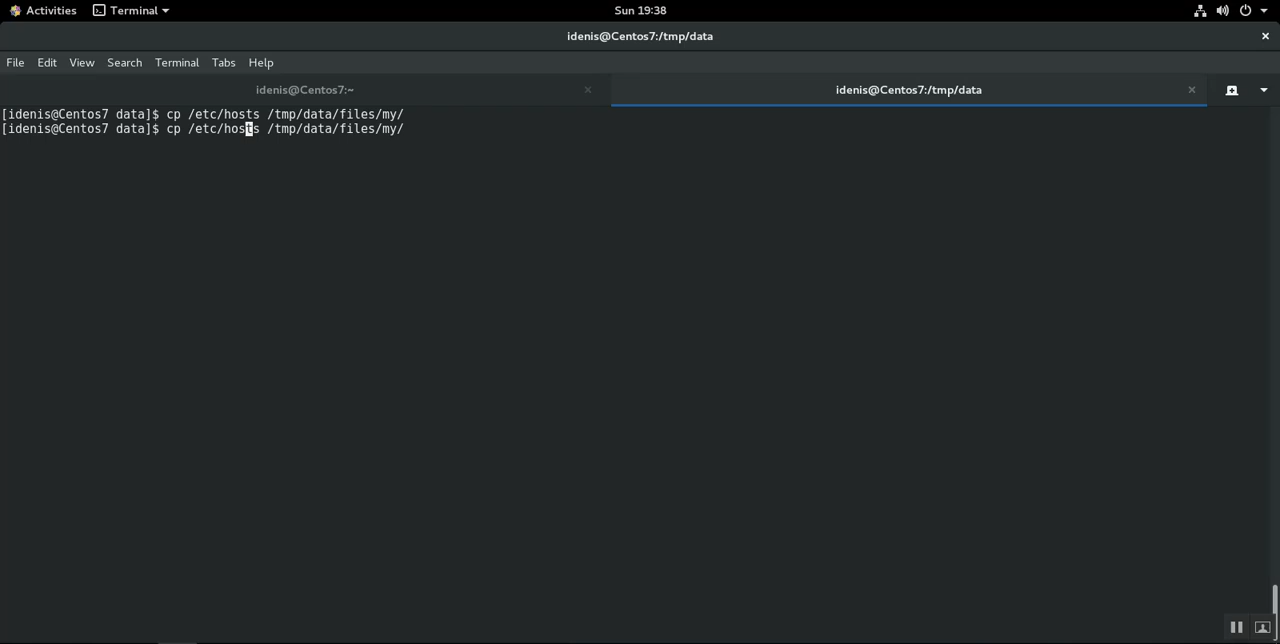 Activities Terminal Sun 19:38
idenis@Centos7:/tmp/data
File Edit View Search Terminal Tabs Help
idenis@Centos7:~ idenis@Centos7:/tmp/data
[idenis@Centos7 data]$ cp /etc/hosts /tmp/data/files/my/
[idenis@Centos7 data]$ cp /etc/hosts /tmp/data/files/my/